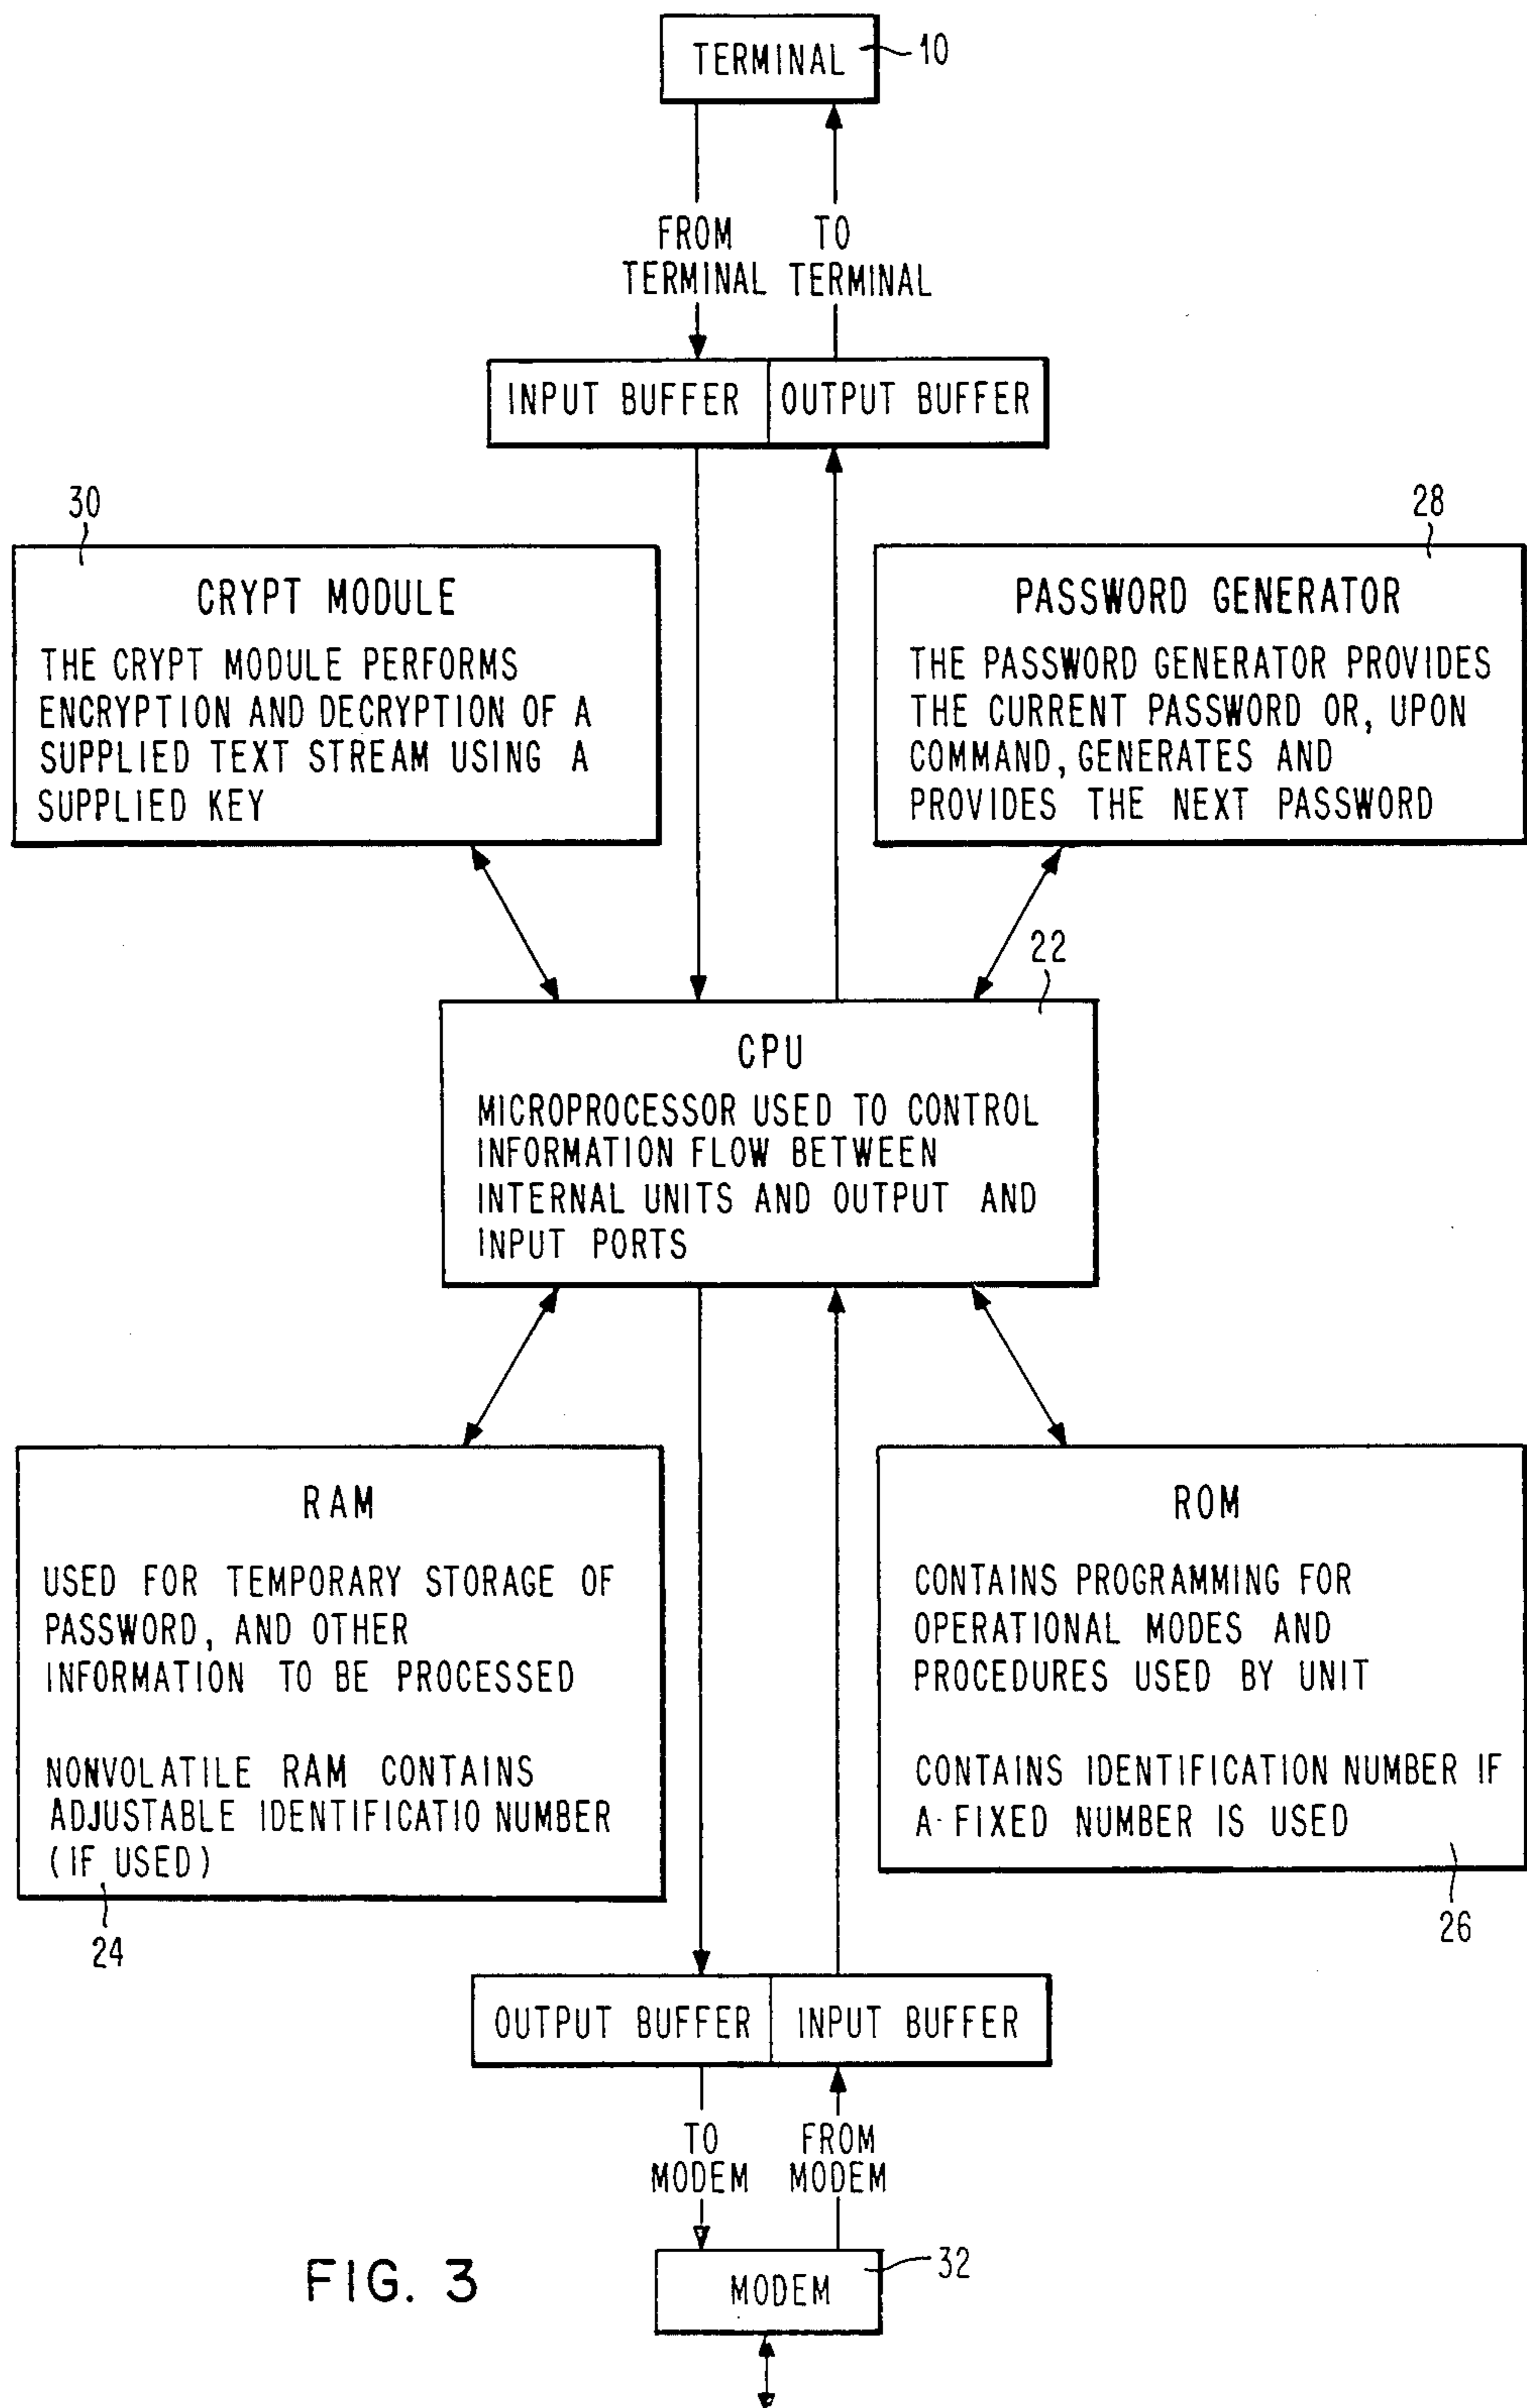 TERMINAL
10
FROM
TERMINAL
TO
TERMINAL
INPUT BUFFER
OUTPUT BUFFER
30
CRYPT MODULE
THE CRYPT MODULE PERFORMS
ENCRYPTION AND DECRYPTION OF A
SUPPLIED TEXT STREAM USING A
SUPPLIED KEY
28
PASSWORD GENERATOR
THE PASSWORD GENERATOR PROVIDES
THE CURRENT PASSWORD OR, UPON
COMMAND, GENERATES AND
PROVIDES THE NEXT PASSWORD
22
CPU
MICROPROCESSOR USED TO CONTROL
INFORMATION FLOW BETWEEN
INTERNAL UNITS AND OUTPUT AND
INPUT PORTS
RAM
USED FOR TEMPORARY STORAGE OF
PASSWORD, AND OTHER
INFORMATION TO BE PROCESSED
NONVOLATILE RAM CONTAINS
ADJUSTABLE IDENTIFICATIO NUMBER
(IF USED)
24
ROM
CONTAINS PROGRAMMING FOR
OPERATIONAL MODES AND
PROCEDURES USED BY UNIT
CONTAINS IDENTIFICATION NUMBER IF
A FIXED NUMBER IS USED
26
OUTPUT BUFFER
INPUT BUFFER
TO
MODEM
FROM
MODEM
MODEM
32
FIG. 3